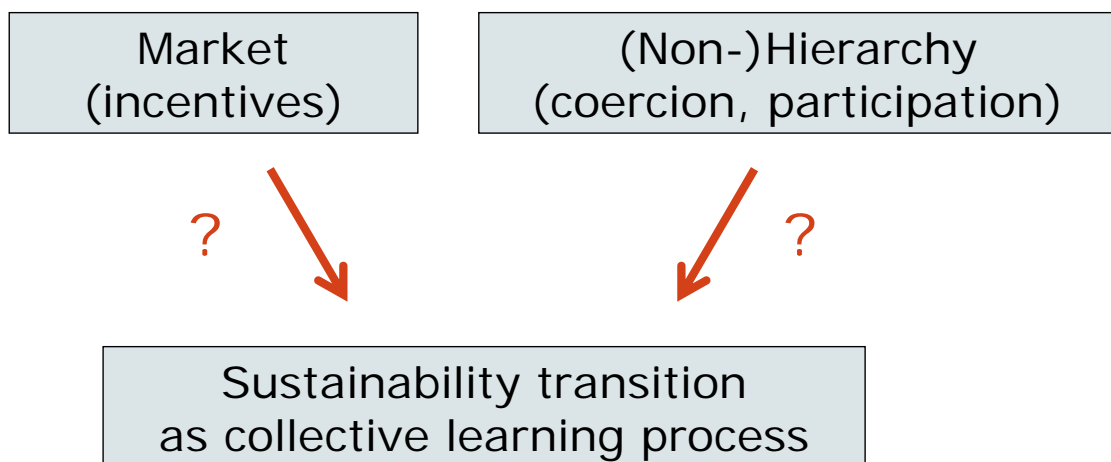 Market
(incentives)
(Non-)Hierarchy
(coercion, participation)
?
?
Sustainability transition
as collective learning process